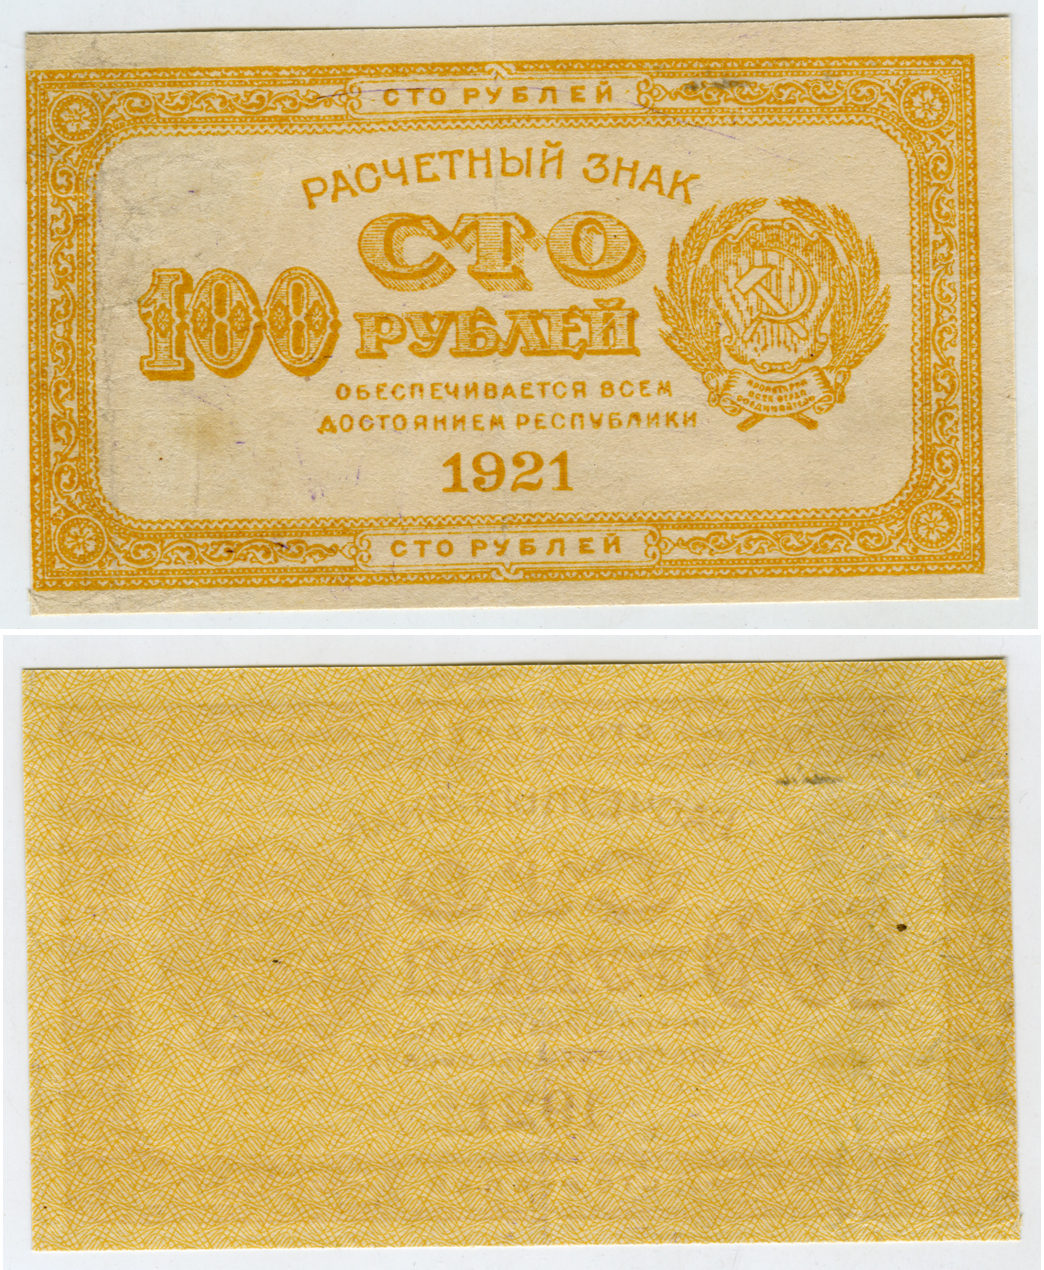 СТО РУБЛЕЙ
РАСЧЕТНЫЙ ЗНАК
СТО
100
РУБЛЕЙ
ОБЕСПЕЧИВАЕТСЯ ВСЕМ
ДОСТОЯНИЕМ РЕСПУБЛИКИ
1921
СТО РУБЛЕЙ